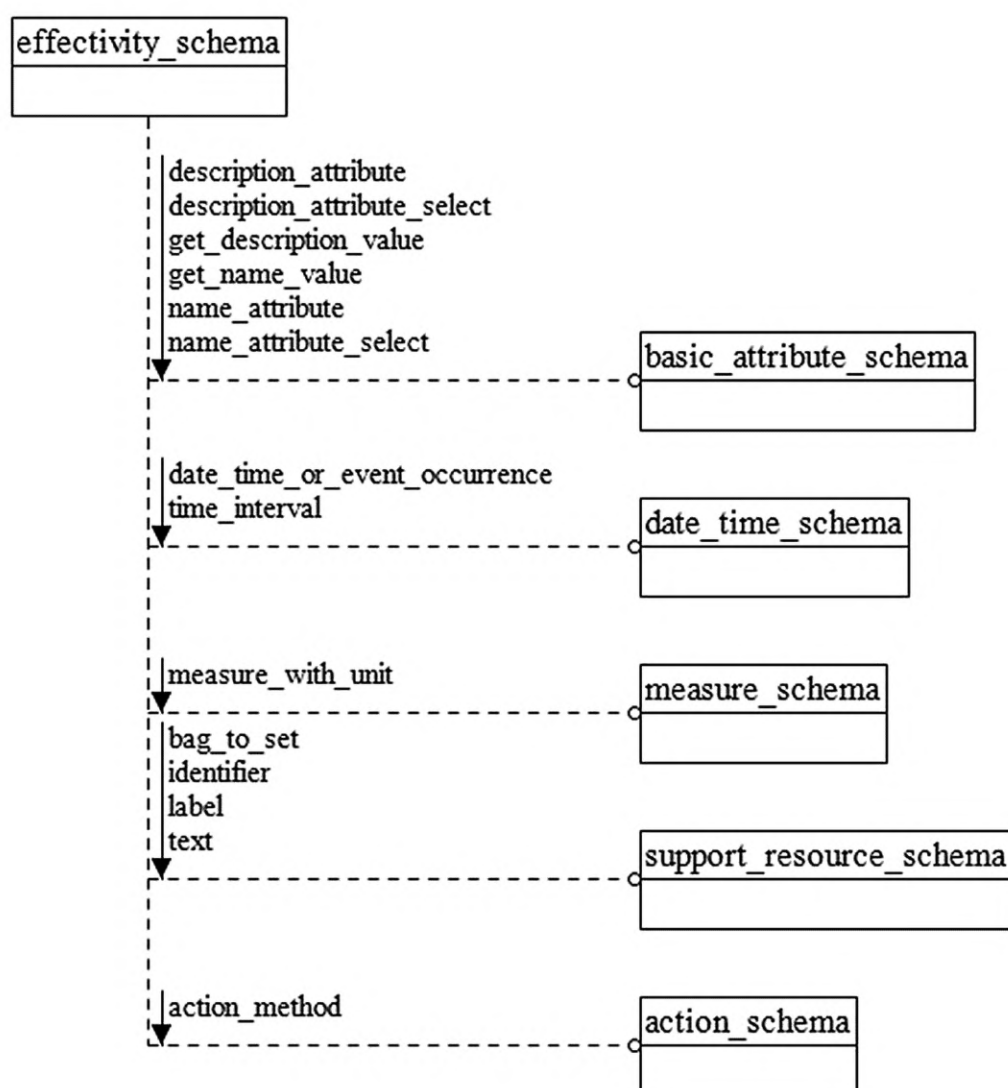 effectivity_schema
description_attribute
description_attribute_select
get_description_value
get_name_value
name_attribute
name_attribute_select
basic_attribute_schema
date_time_or_event_occurrence
time_interval
date_time_schema
measure_with_unit
measure_schema
bag_to_set
identifier
label
text
support_resource_schema
action_method
action_schema